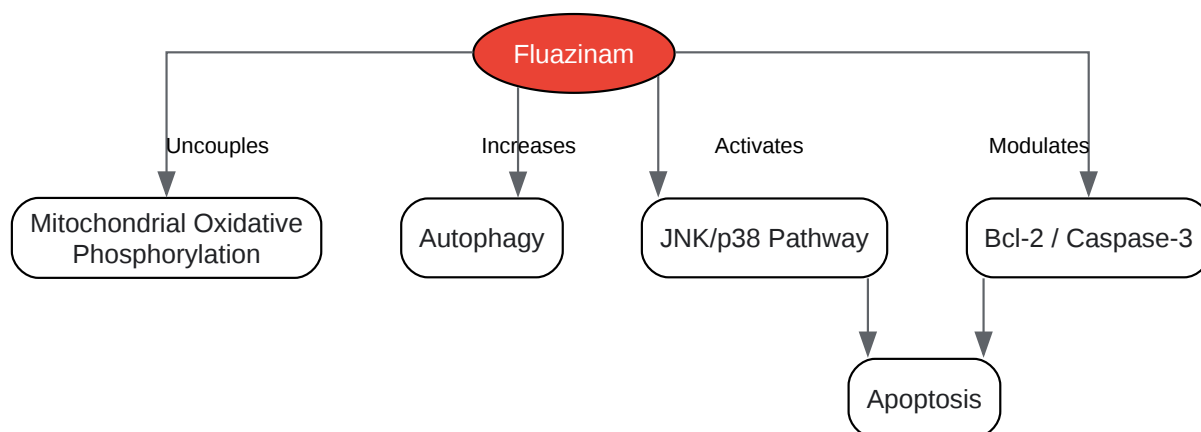 Fluazinam
Uncouples
Increases
Activates
Modulates
Mitochondrial Oxidative
Phosphorylation
Autophagy
JNK/p38 Pathway
Bcl-2 / Caspase-3
Apoptosis